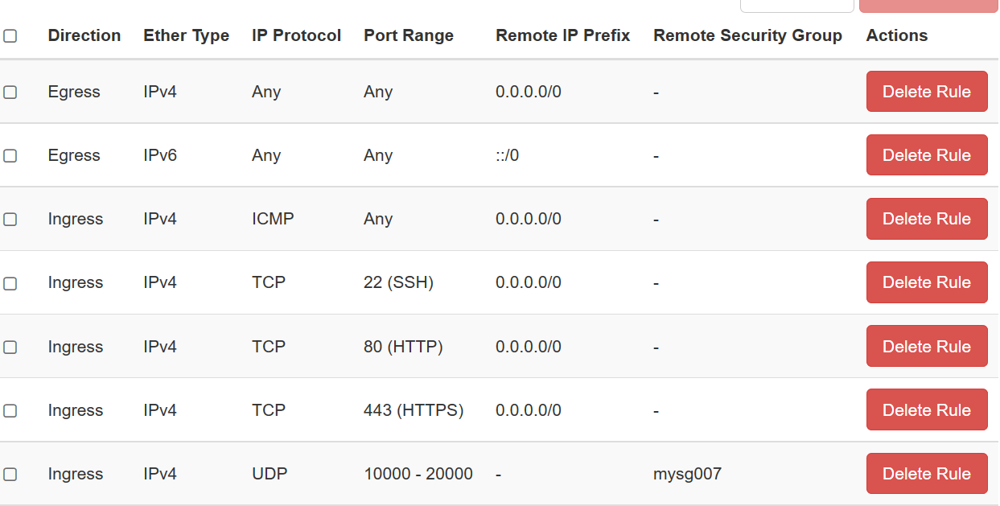 Direction Ether Type IP Protocol Port Range Remote IP Prefix Remote Security Group Actions
Egress IPv4 Any Any 0.0.0.0/0 - Delete Rule
Egress IPv6 Any Any ::/0 - Delete Rule
Ingress IPv4 ICMP Any 0.0.0.0/0 - Delete Rule
Ingress IPv4 TCP 22 (SSH) 0.0.0.0/0 - Delete Rule
Ingress IPv4 TCP 80 (HTTP) 0.0.0.0/0 - Delete Rule
Ingress IPv4 TCP 443 (HTTPS) 0.0.0.0/0 - Delete Rule
Ingress IPv4 UDP 10000 - 20000 - mysg007 Delete Rule